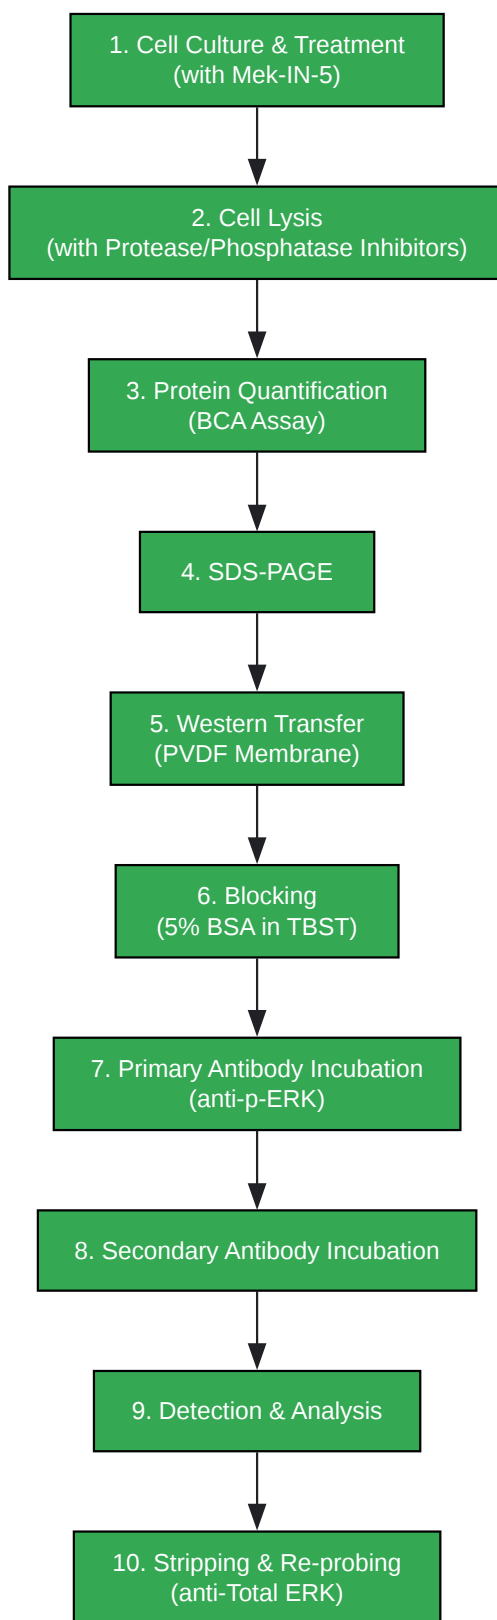 1. Cell Culture & Treatment
(with Mek-IN-5)
2. Cell Lysis
(with Protease/Phosphatase Inhibitors)
3. Protein Quantification
(BCA Assay)
4. SDS-PAGE
5. Western Transfer
(PVDF Membrane)
6. Blocking
(5% BSA in TBST)
7. Primary Antibody Incubation
(anti-p-ERK)
8. Secondary Antibody Incubation
9. Detection & Analysis
10. Stripping & Re-probing
(anti-Total ERK)